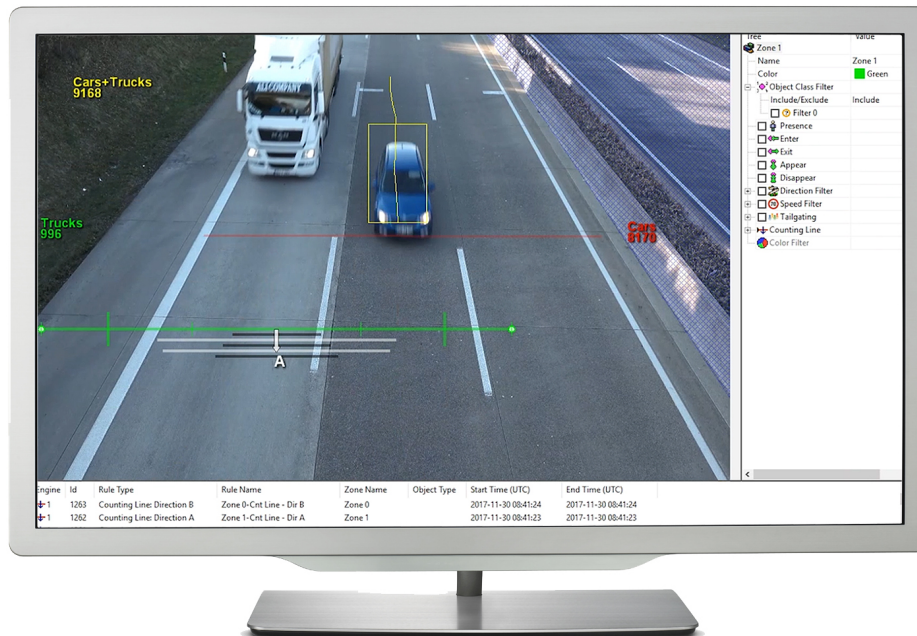 Cars+Trucks
9168
ALL COMPANY
MAN
Trucks
996
Cars
8170
A
Tree Value
Zone 1
Name Zone 1
Color Green
Object Class Filter
Include/Exclude Include
Filter 0
Presence
Enter
Exit
Appear
Disappear
Direction Filter
Speed Filter
Tailgating
Counting Line
Color Filter
Engine Id Rule Type Rule Name Zone Name Object Type Start Time (UTC) End Time (UTC)
1 1263 Counting Line: Direction B Zone 0-Cnt Line - Dir B Zone 0 2017-11-30 08:41:24 2017-11-30 08:41:24
1 1262 Counting Line: Direction A Zone 1-Cnt Line - Dir A Zone 1 2017-11-30 08:41:23 2017-11-30 08:41:23